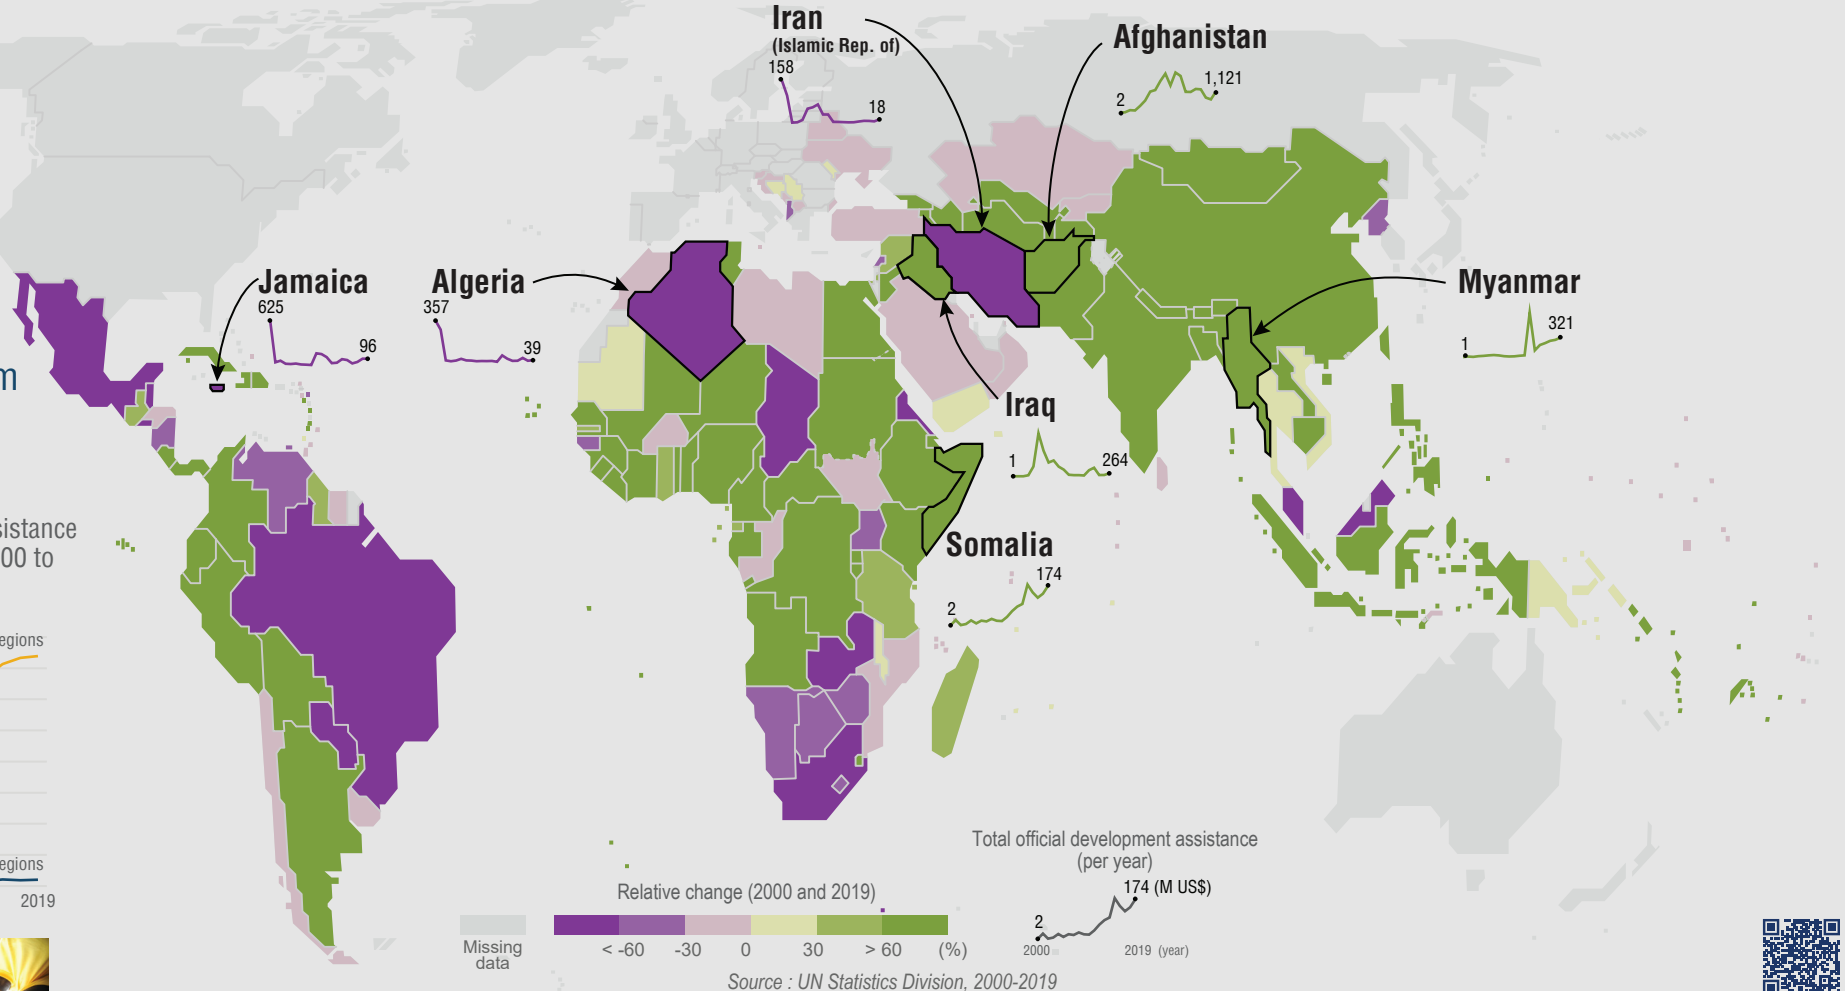 Iran
(Islamic Rep. of)
158
18
Afghanistan
2
1,121
Jamaica
625
96
Algeria
357
39
Myanmar
1
321
Iraq
1
264
Somalia
2
174
m
sistance
00 to
egions
egions
2019
Total official development assistance
(per year)
174 (M US$)
2
2000
2019 (year)
Relative change (2000 and 2019)
Missing
data
< -60
-30
0
30
> 60
(%)
Source : UN Statistics Division, 2000-2019